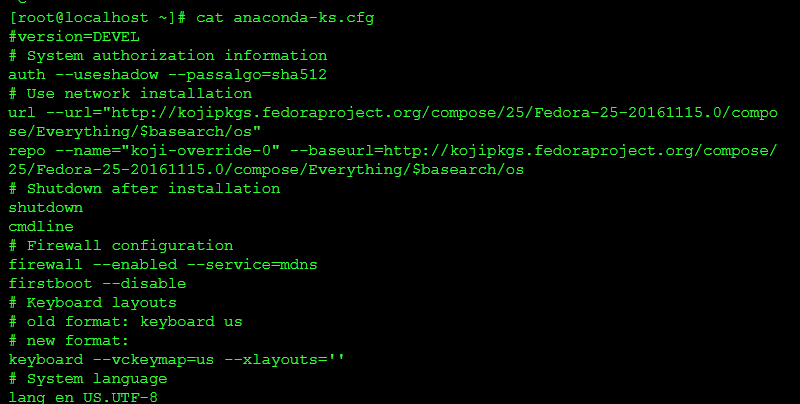 [root@localhost ~]# cat anaconda-ks.cfg
#version=DEVEL
# System authorization information
auth --useshadow --passalgo=sha512
# Use network installation
url --url="http://kojipkgs.fedoraproject.org/compose/25/Fedora-25-20161115.0/compo
se/Everything/$basearch/os"
repo --name="koji-override-0" --baseurl=http://kojipkgs.fedoraproject.org/compose/
25/Fedora-25-20161115.0/compose/Everything/$basearch/os
# Shutdown after installation
shutdown
cmdline
# Firewall configuration
firewall --enabled --service=mdns
firstboot --disable
# Keyboard layouts
# old format: keyboard us
# new format:
keyboard --vckeymap=us --xlayouts=''
# System language
lang en_US.UTF-8